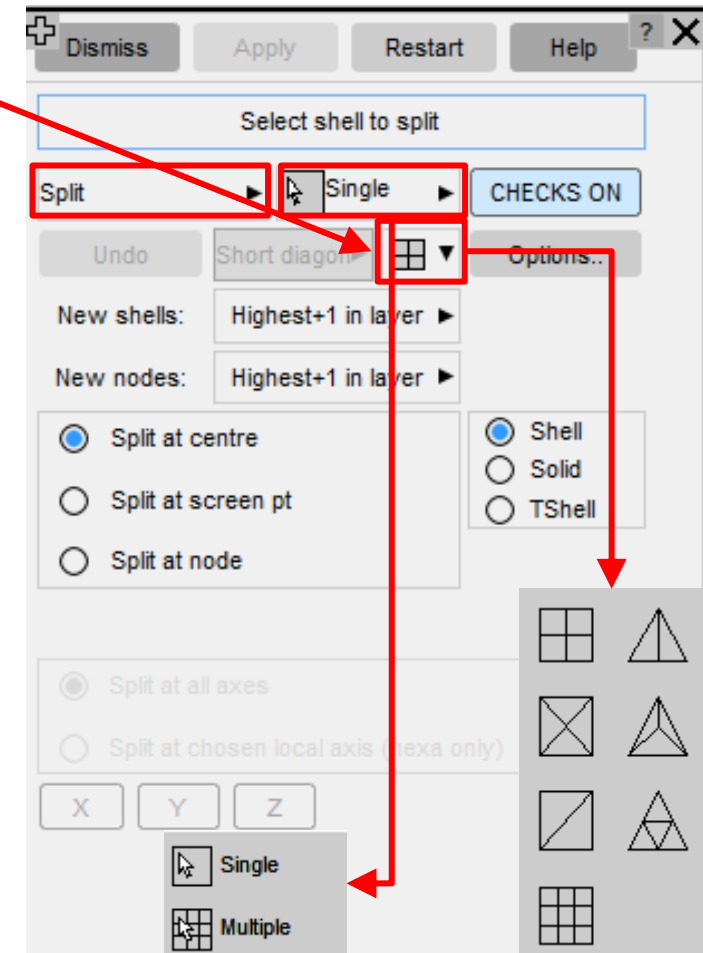 Dismiss Apply Restart Help ? X
Select shell to split
Split Single CHECKS ON
Undo Short diagon Options..
New shells: Highest+1 in layer
New nodes: Highest+1 in layer
Split at centre
Split at screen pt
Split at node
Shell
Solid
TShell
Split at all axes
Split at chosen local axis (hexa only)
X Y Z
Single
Multiple